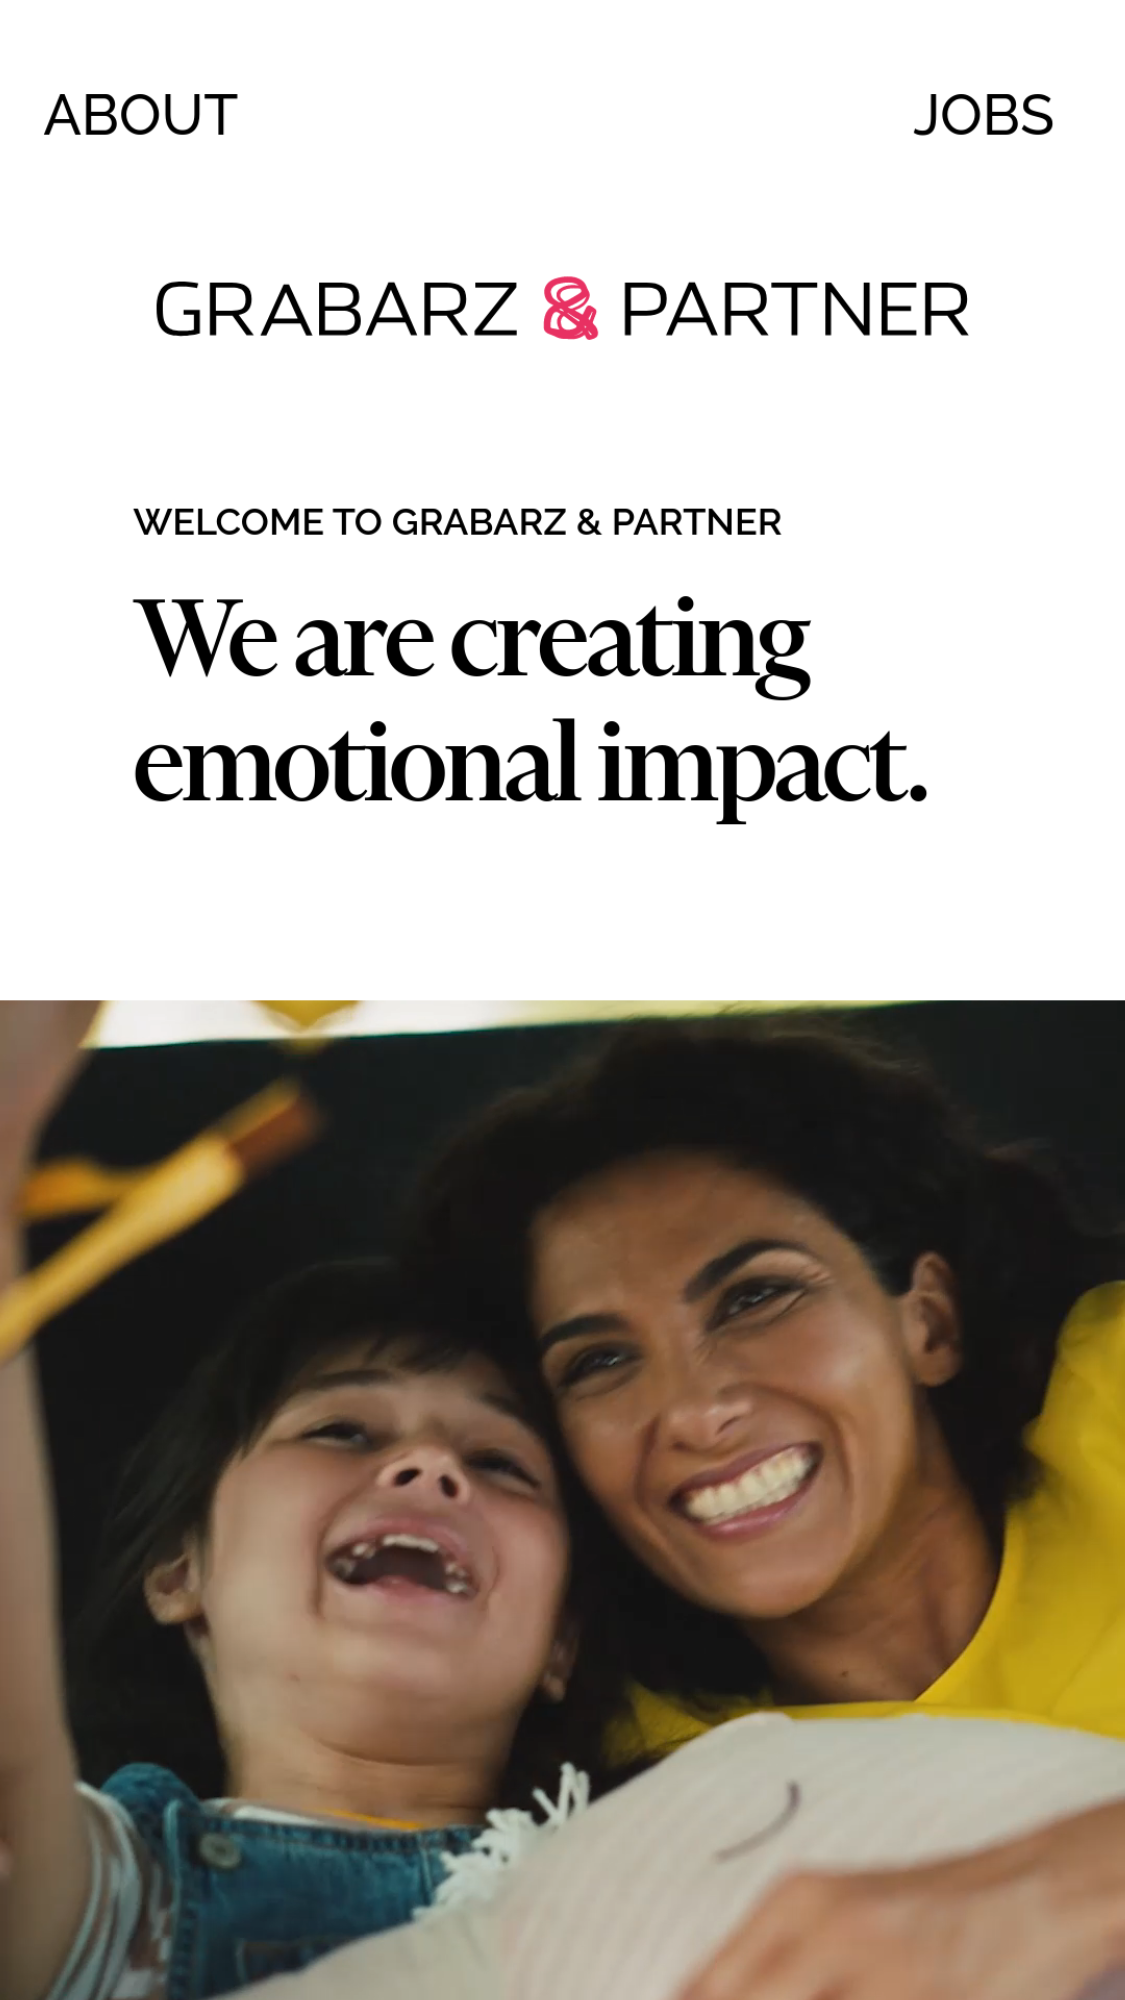 ABOUT
JOBS
GRABARZ & PARTNER
WELCOME TO GRABARZ & PARTNER
We are creating
emotional impact.